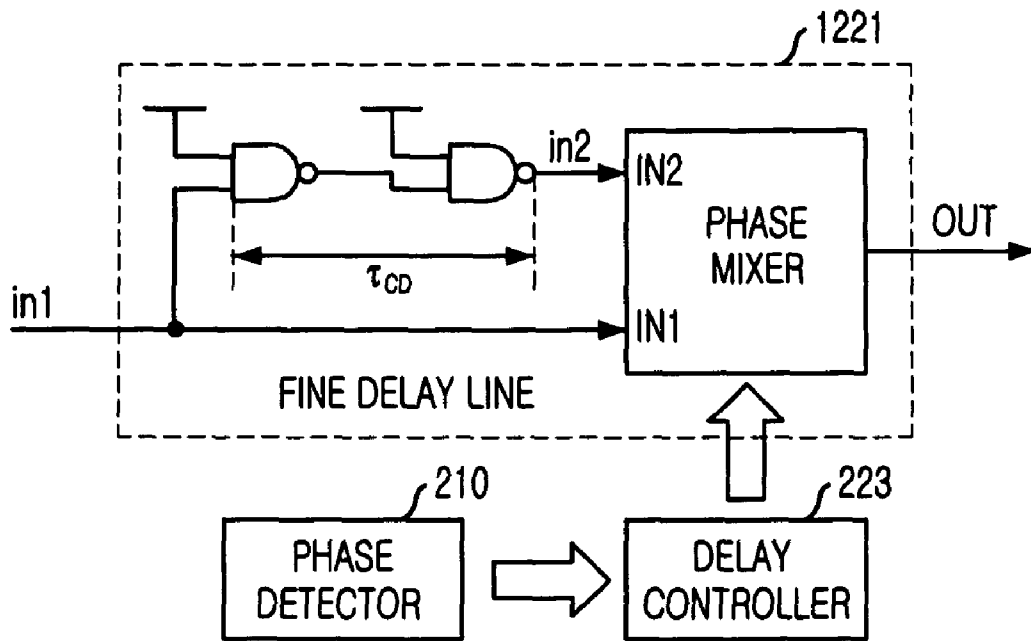 1221
in2
IN2
PHASE
MIXER
OUT
τCD
in1
IN1
FINE DELAY LINE
210
223
PHASE
DETECTOR
DELAY
CONTROLLER